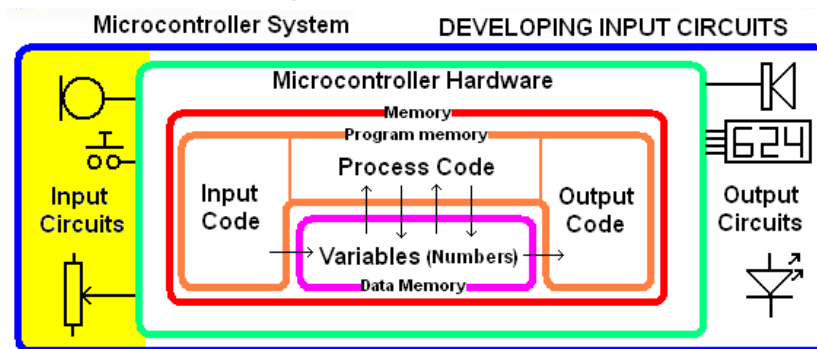 Microcontroller System
DEVELOPING INPUT CIRCUITS
Microcontroller Hardware
Memory
Program memory
Process Code
Input
Code
Output
Code
Variables (Numbers)
Data Memory
Input
Circuits
624
Output
Circuits